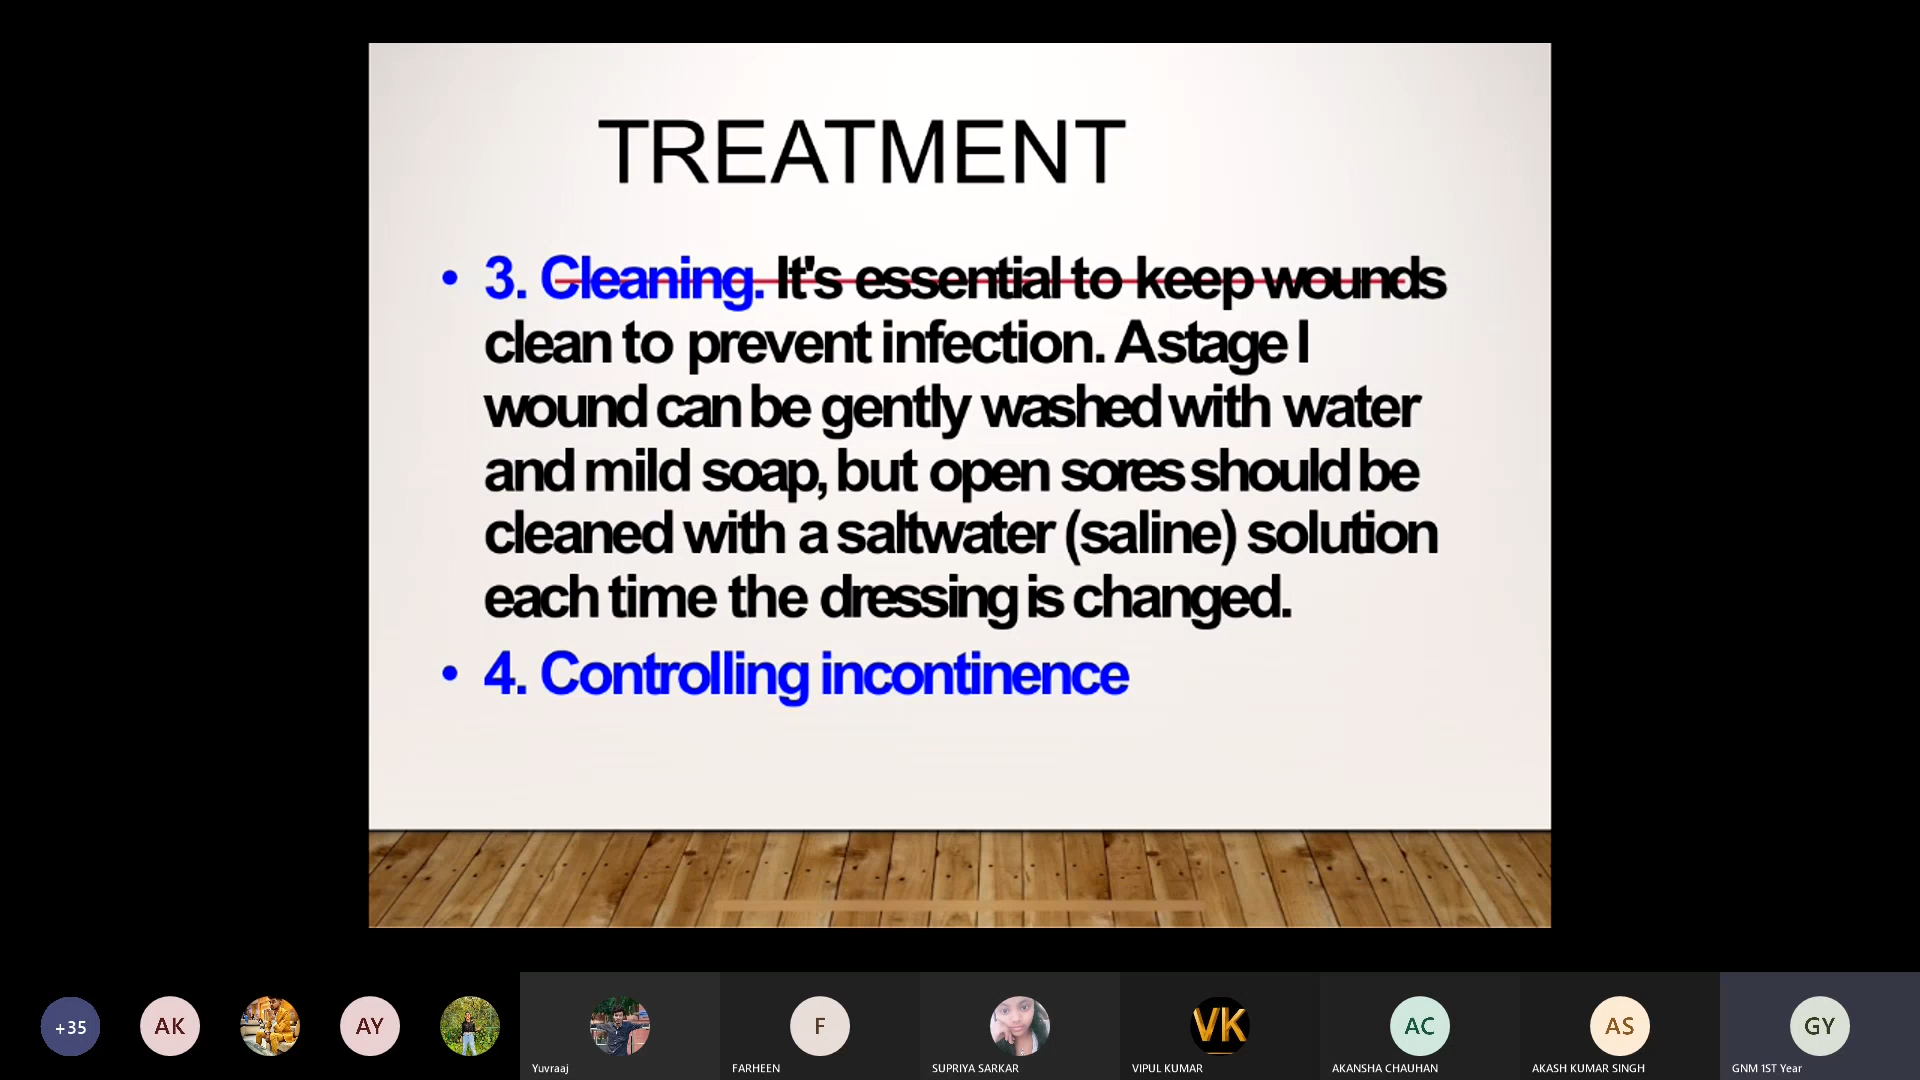 TREATMENT
• 3. Cleaning. It's essential to keep wounds
clean to prevent infection. A stage I
wound can be gently washed with water
and mild soap, but open sores should be
cleaned with a saltwater (saline) solution
each time the dressing is changed.
• 4. Controlling incontinence
+35
AK
AY
VK
F
AC
AS
GY
Yuvraaj
FARHEEN
SUPRIYA SARKAR
VIPUL KUMAR
AKANSHA CHAUHAN
AKASH KUMAR SINGH
GNM 1ST Year